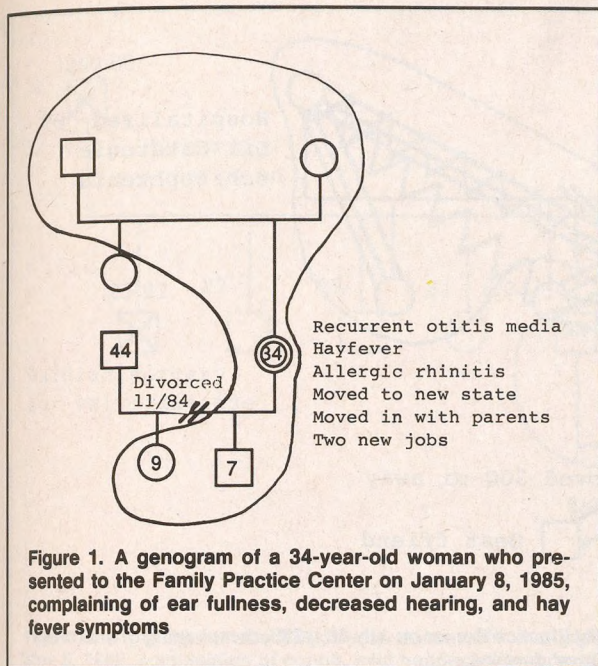 44
34
Divorced
11/84
9
7
Recurrent otitis media
Hayfever
Allergic rhinitis
Moved to new state
Moved in with parents
Two new jobs
Figure 1. A genogram of a 34-year-old woman who pre-
sented to the Family Practice Center on January 8, 1985,
complaining of ear fullness, decreased hearing, and hay
fever symptoms